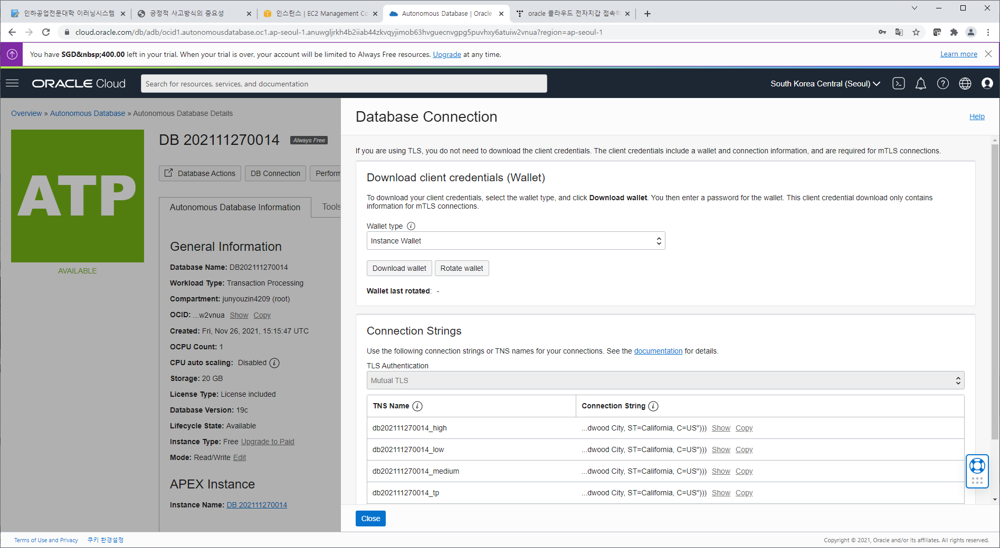 인하공업전문대학 이러닝시스템
긍정적 사고방식의 중요성
인스턴스 | EC2 Management Co
Autonomous Database | Oracle
oracle 클라우드 전자지갑 접속하
cloud.oracle.com/db/adb/ocid1.autonomousdatabase.oc1.ap-seoul-1.anuwgljrkh4b2iiab44zkvqyjimob63hvguecnvgpg5puvhxy6atuiw2vnua?region=ap-seoul-1
You have SGD&nbsp;400.00 left in your trial. When your trial is over, your account will be limited to Always Free resources. Upgrade at any time.
Learn more
ORACLE Cloud
Search for resources, services, and documentation
South Korea Central (Seoul)
Overview » Autonomous Database » Autonomous Database Details
ATP
AVAILABLE
DB 202111270014
Always Free
Database Actions
DB Connection
Perform
Autonomous Database Information
Tools
General Information
Database Name: DB202111270014
Workload Type: Transaction Processing
Compartment: junyouzin4209 (root)
OCID: ...w2vnua Show Copy
Created: Fri, Nov 26, 2021, 15:15:47 UTC
OCPU Count: 1
CPU auto scaling: Disabled
Storage: 20 GB
License Type: License included
Database Version: 19c
Lifecycle State: Available
Instance Type: Free Upgrade to Paid
Mode: Read/Write Edit
APEX Instance
Instance Name: DB 202111270014
Database Connection
Help
If you are using TLS, you do not need to download the client credentials. The client credentials include a wallet and connection information, and are required for mTLS connections.
Download client credentials (Wallet)
To download your client credentials, select the wallet type, and click Download wallet. You then enter a password for the wallet. This client credential download only contains
information for mTLS connections.
Wallet type
Instance Wallet
Download wallet
Rotate wallet
Wallet last rotated: -
Connection Strings
Use the following connection strings or TNS names for your connections. See the documentation for details.
TLS Authentication
Mutual TLS
TNS Name
Connection String
db202111270014_high
...dwood City, ST=California, C=US"))) Show Copy
db202111270014_low
...dwood City, ST=California, C=US"))) Show Copy
db202111270014_medium
...dwood City, ST=California, C=US"))) Show Copy
db202111270014_tp
...dwood City, ST=California, C=US"))) Show Copy
Close
Terms of Use and Privacy
쿠키 환경설정
Copyright © 2021, Oracle and/or its affiliates. All rights reserved.